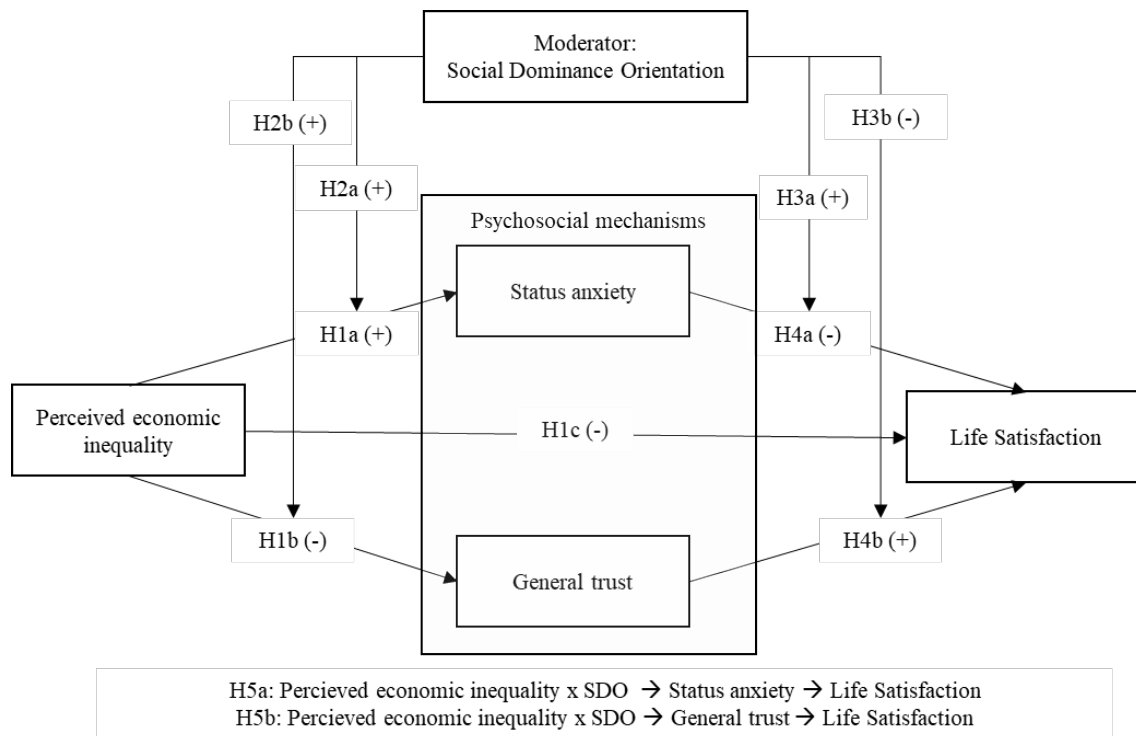 Moderator:
Social Dominance Orientation
H2b (+)
H3b (-)
H2a (+)
H3a (+)
Psychosocial mechanisms
Status anxiety
H1a (+)
H4a (-)
Perceived economic
inequality
H1c (-)
Life Satisfaction
H1b (-)
H4b (+)
General trust
H5a: Percieved economic inequality x SDO → Status anxiety → Life Satisfaction
H5b: Percieved economic inequality x SDO → General trust → Life Satisfaction